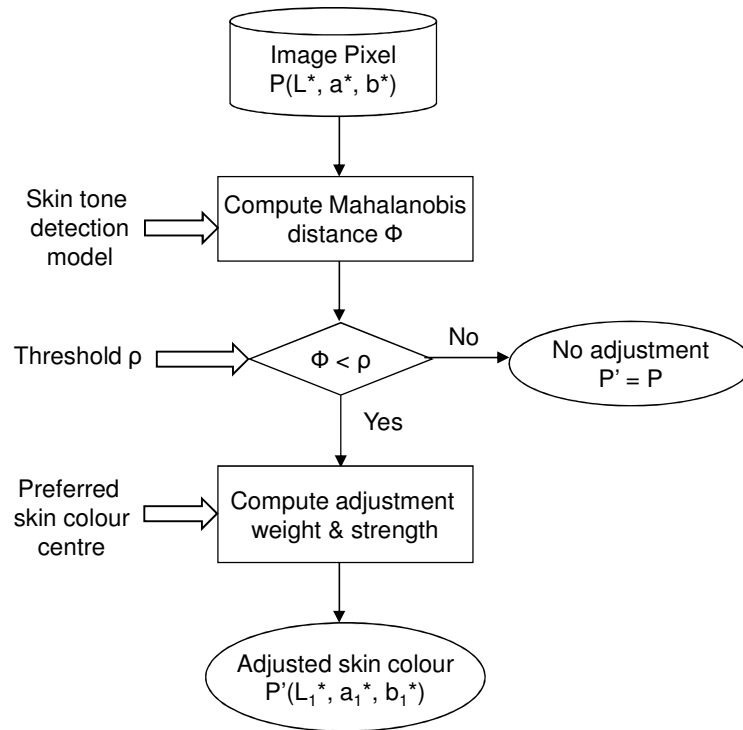 Image Pixel
P(L*, a*, b*)
Skin tone
detection
model
Compute Mahalanobis
distance Φ
Threshold ρ
Φ < ρ
No
No adjustment
P' = P
Yes
Preferred
skin colour
centre
Compute adjustment
weight & strength
Adjusted skin colour
P'(L₁*, a₁*, b₁*)